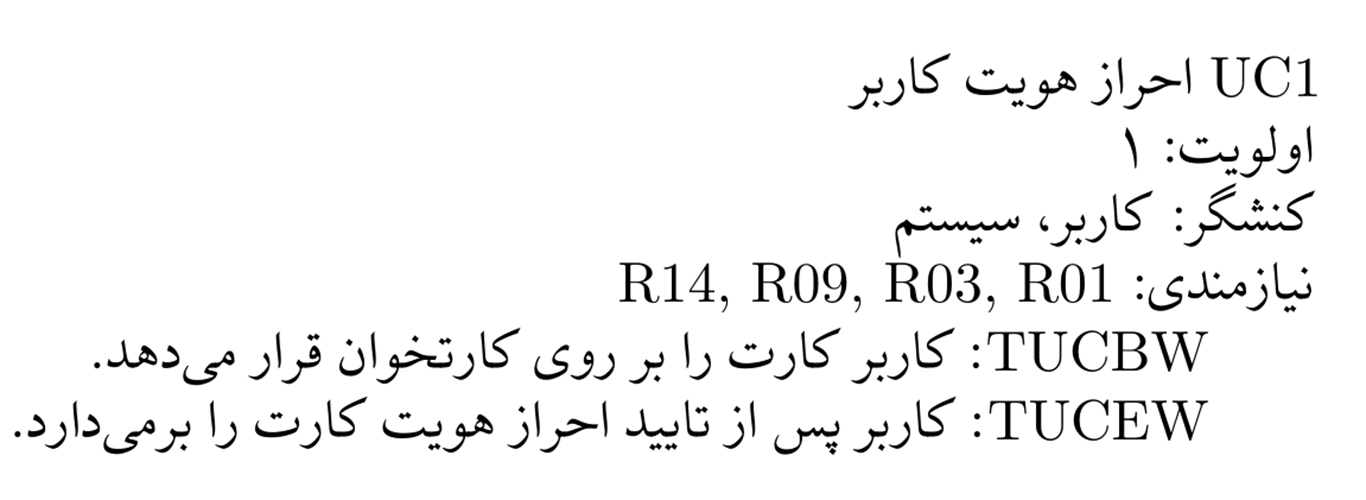 UC1 احراز هویت کاربر
اولویت: ۱
کنشگر: کاربر، سیستم
نیازمندی: R14, R09, R03, R01
TUCBW: کاربر کارت را بر روی کارتخوان قرار می‌دهد.
TUCEW: کاربر پس از تایید احراز هویت کارت را برمی‌دارد.